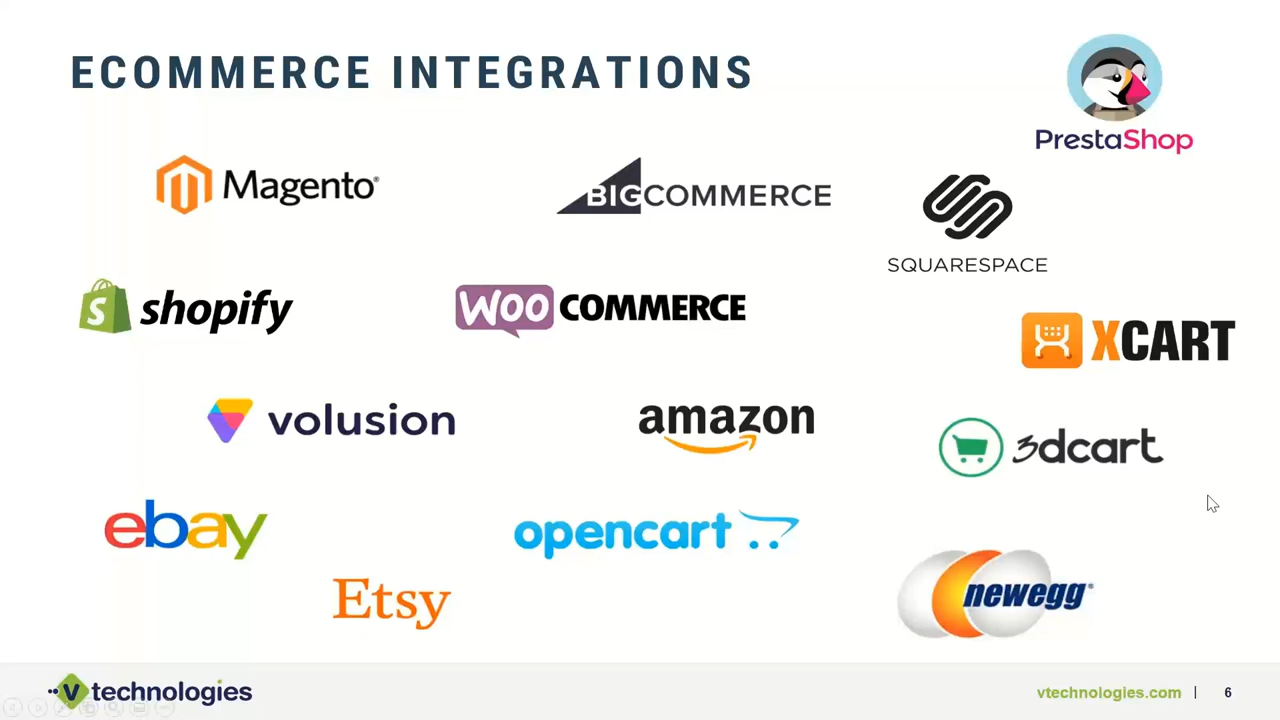 ECOMMERCE INTEGRATIONS
PrestaShop
Magento®
BIGCOMMERCE
SQUARESPACE
S shopify
WOO COMMERCE
XCART
volusion
amazon
3dcart
ebay
opencart
Etsy
newegg®
v technologies
vtechnologies.com | 6